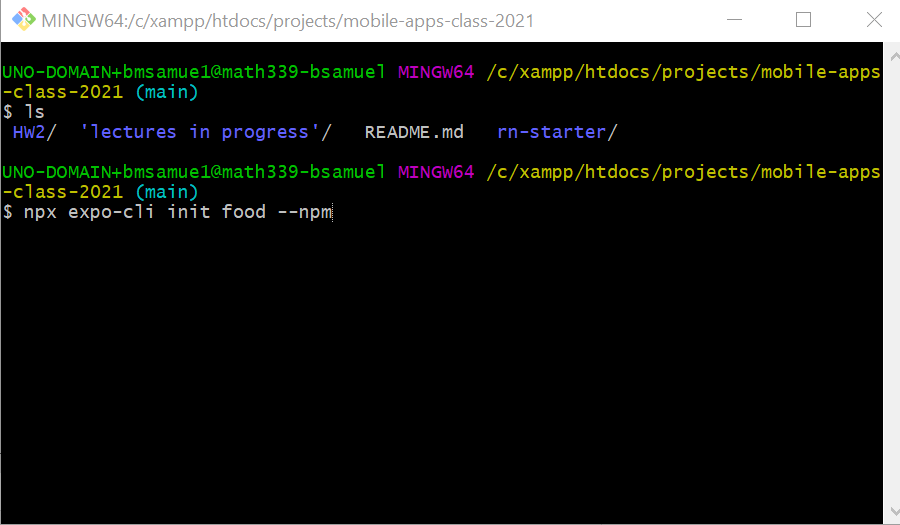 MINGW64:/c/xampp/htdocs/projects/mobile-apps-class-2021
UNO-DOMAIN+bmsamue1@math339-bsamuel MINGW64 /c/xampp/htdocs/projects/mobile-apps
-class-2021 (main)
$ ls
HW2/  'lectures in progress'/   README.md   rn-starter/
UNO-DOMAIN+bmsamue1@math339-bsamuel MINGW64 /c/xampp/htdocs/projects/mobile-apps
-class-2021 (main)
$ npx expo-cli init food --npm